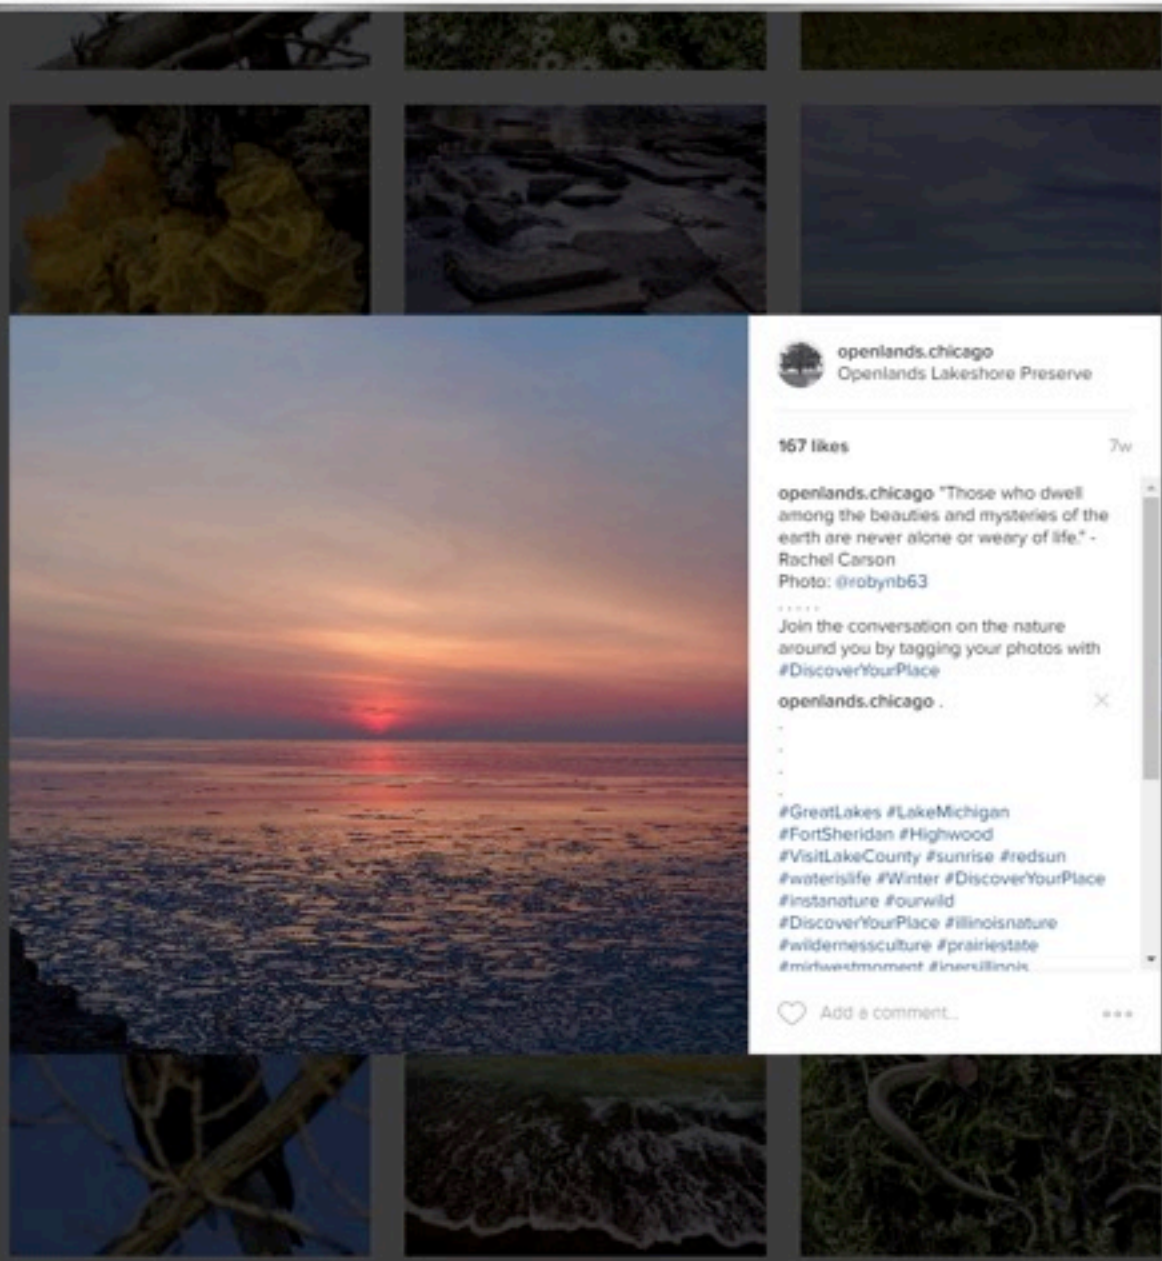 openlands.chicago
Openlands Lakeshore Preserve
167 likes 7w
openlands.chicago "Those who dwell
among the beauties and mysteries of the
earth are never alone or weary of life." -
Rachel Carson
Photo: @robynb63
. . . . .
Join the conversation on the nature
around you by tagging your photos with
#DiscoverYourPlace
openlands.chicago .
.
.
.
.
#GreatLakes #LakeMichigan
#FortSheridan #Highwood
#VisitLakeCounty #sunrise #redsun
#waterislife #Winter #DiscoverYourPlace
#instanature #ourwild
#DiscoverYourPlace #illinoisnature
#wildernessculture #prairiestate
#midwestmoment
Add a comment...